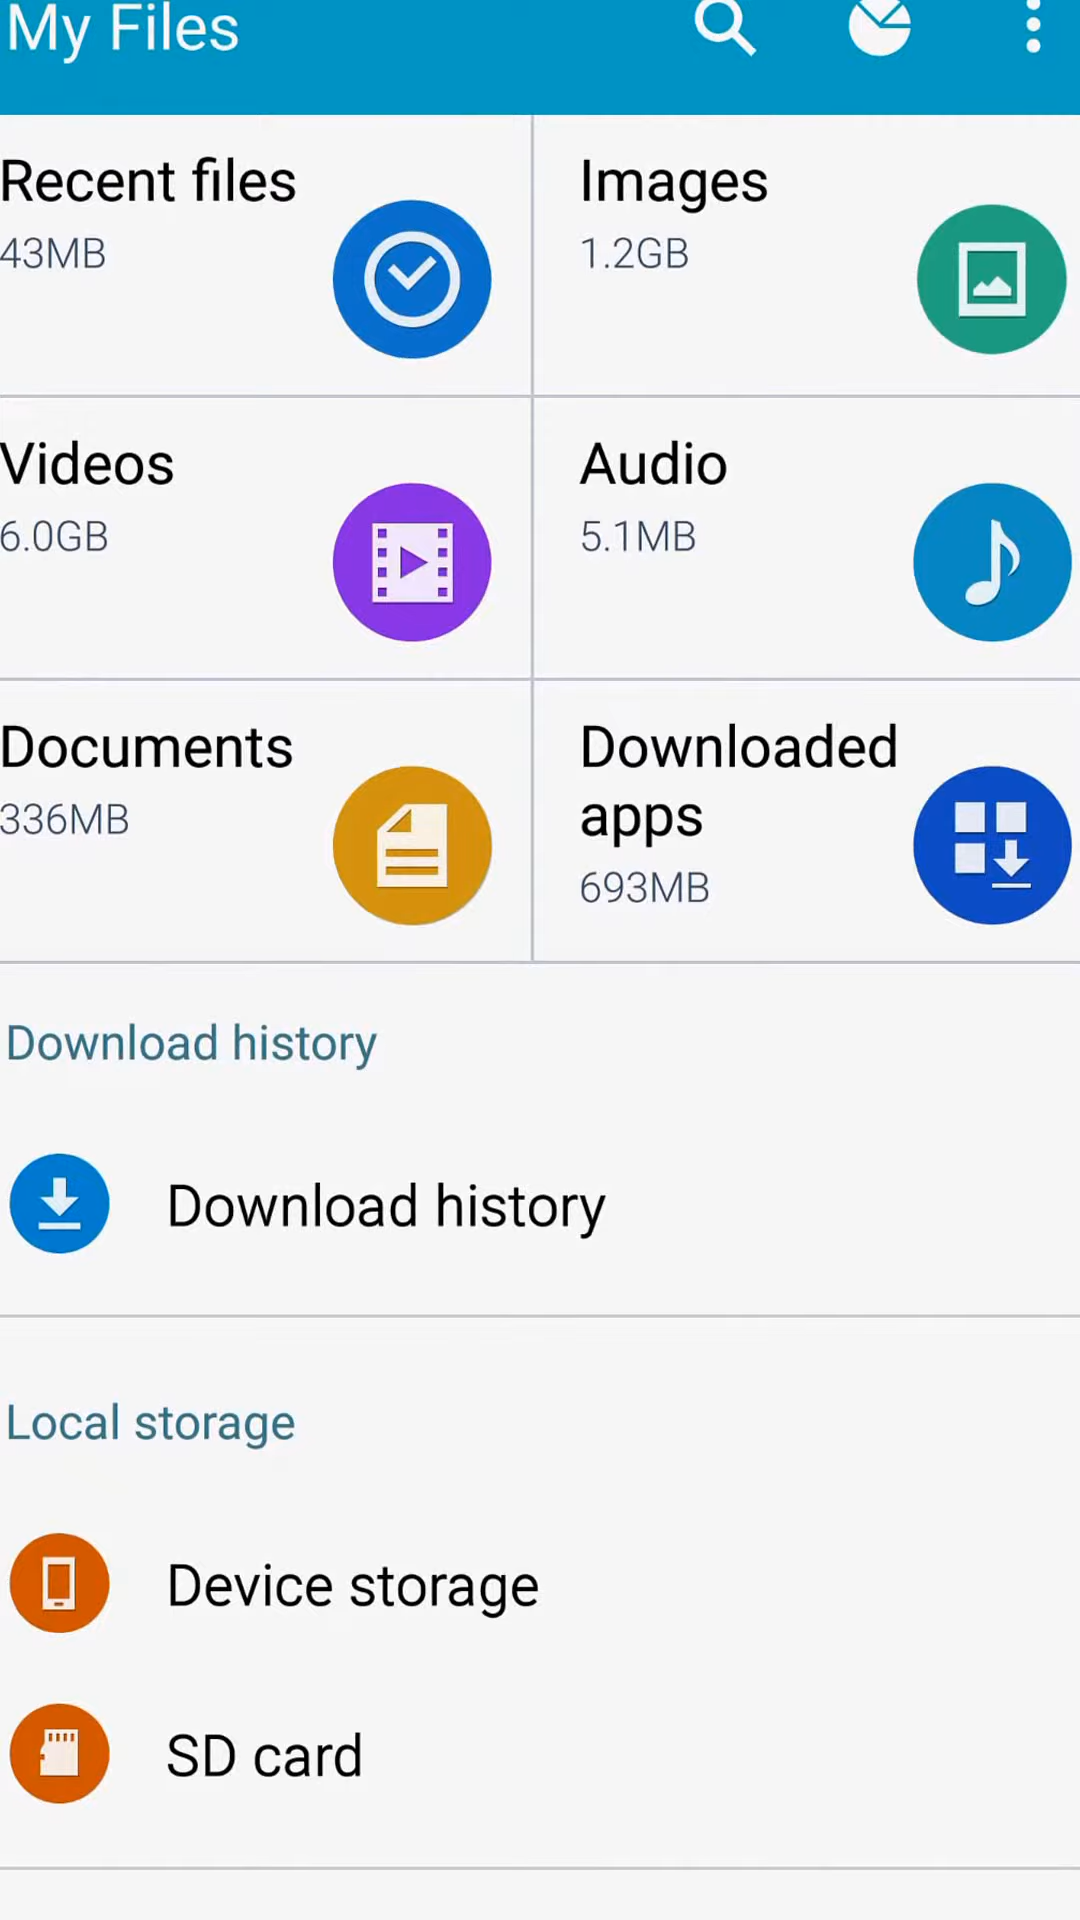 My Files
Recent files
43MB
Images
1.2GB
Videos
6.0GB
Audio
5.1MB
Documents
336MB
Downloaded
apps
693MB
Download history
Download history
Local storage
Device storage
SD card